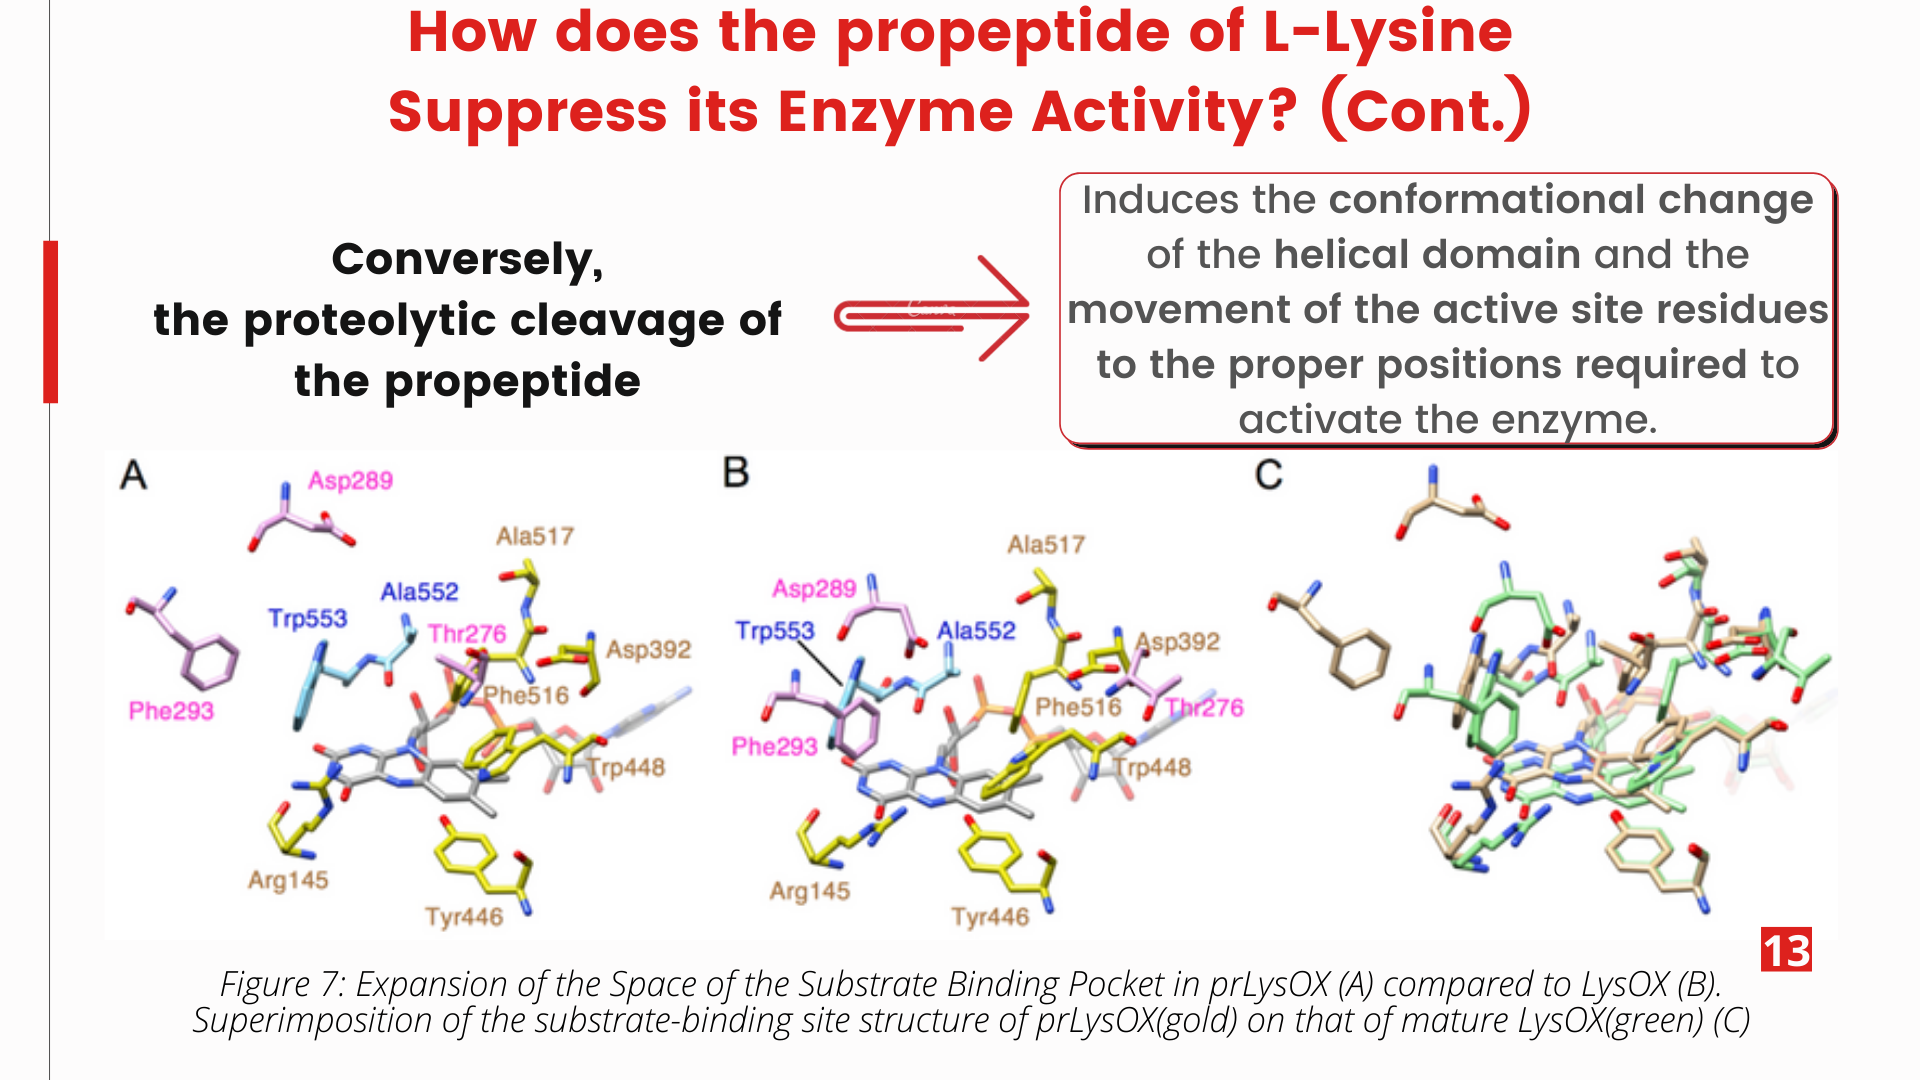 How does the propeptide of L-Lysine
Suppress its Enzyme Activity? (Cont.)
Conversely,
the proteolytic cleavage of
the propeptide
Canva
Induces the conformational change
of the helical domain and the
movement of the active site residues
to the proper positions required to
activate the enzyme.
A
Asp289
Ala517
Ala552
Trp553
Thr276
Asp392
Phe516
Phe293
Trp448
Arg145
Tyr446
B
Ala517
Asp289
Trp553
Ala552
Asp392
Phe516
Thr276
Phe293
Trp448
Arg145
Tyr446
C
13
Figure 7: Expansion of the Space of the Substrate Binding Pocket in prLysOX (A) compared to LysOX (B).
Superimposition of the substrate-binding site structure of prLysOX(gold) on that of mature LysOX(green) (C)